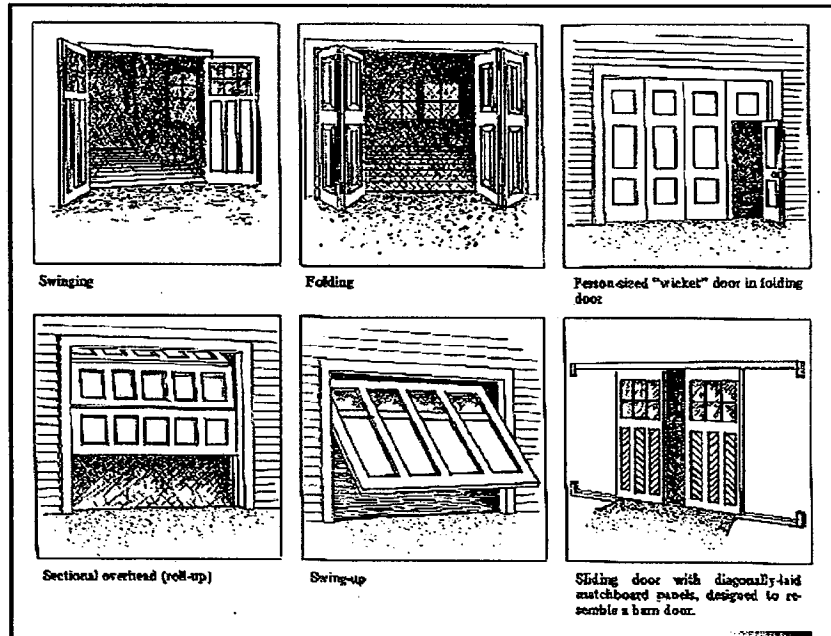 Swinging
Folding
Person-sized "wicket" door in folding
door
Sectional overhead (roll-up)
Swing-up
Sliding door with diagonally-laid
matchboard panels, designed to re-
semble a barn door.